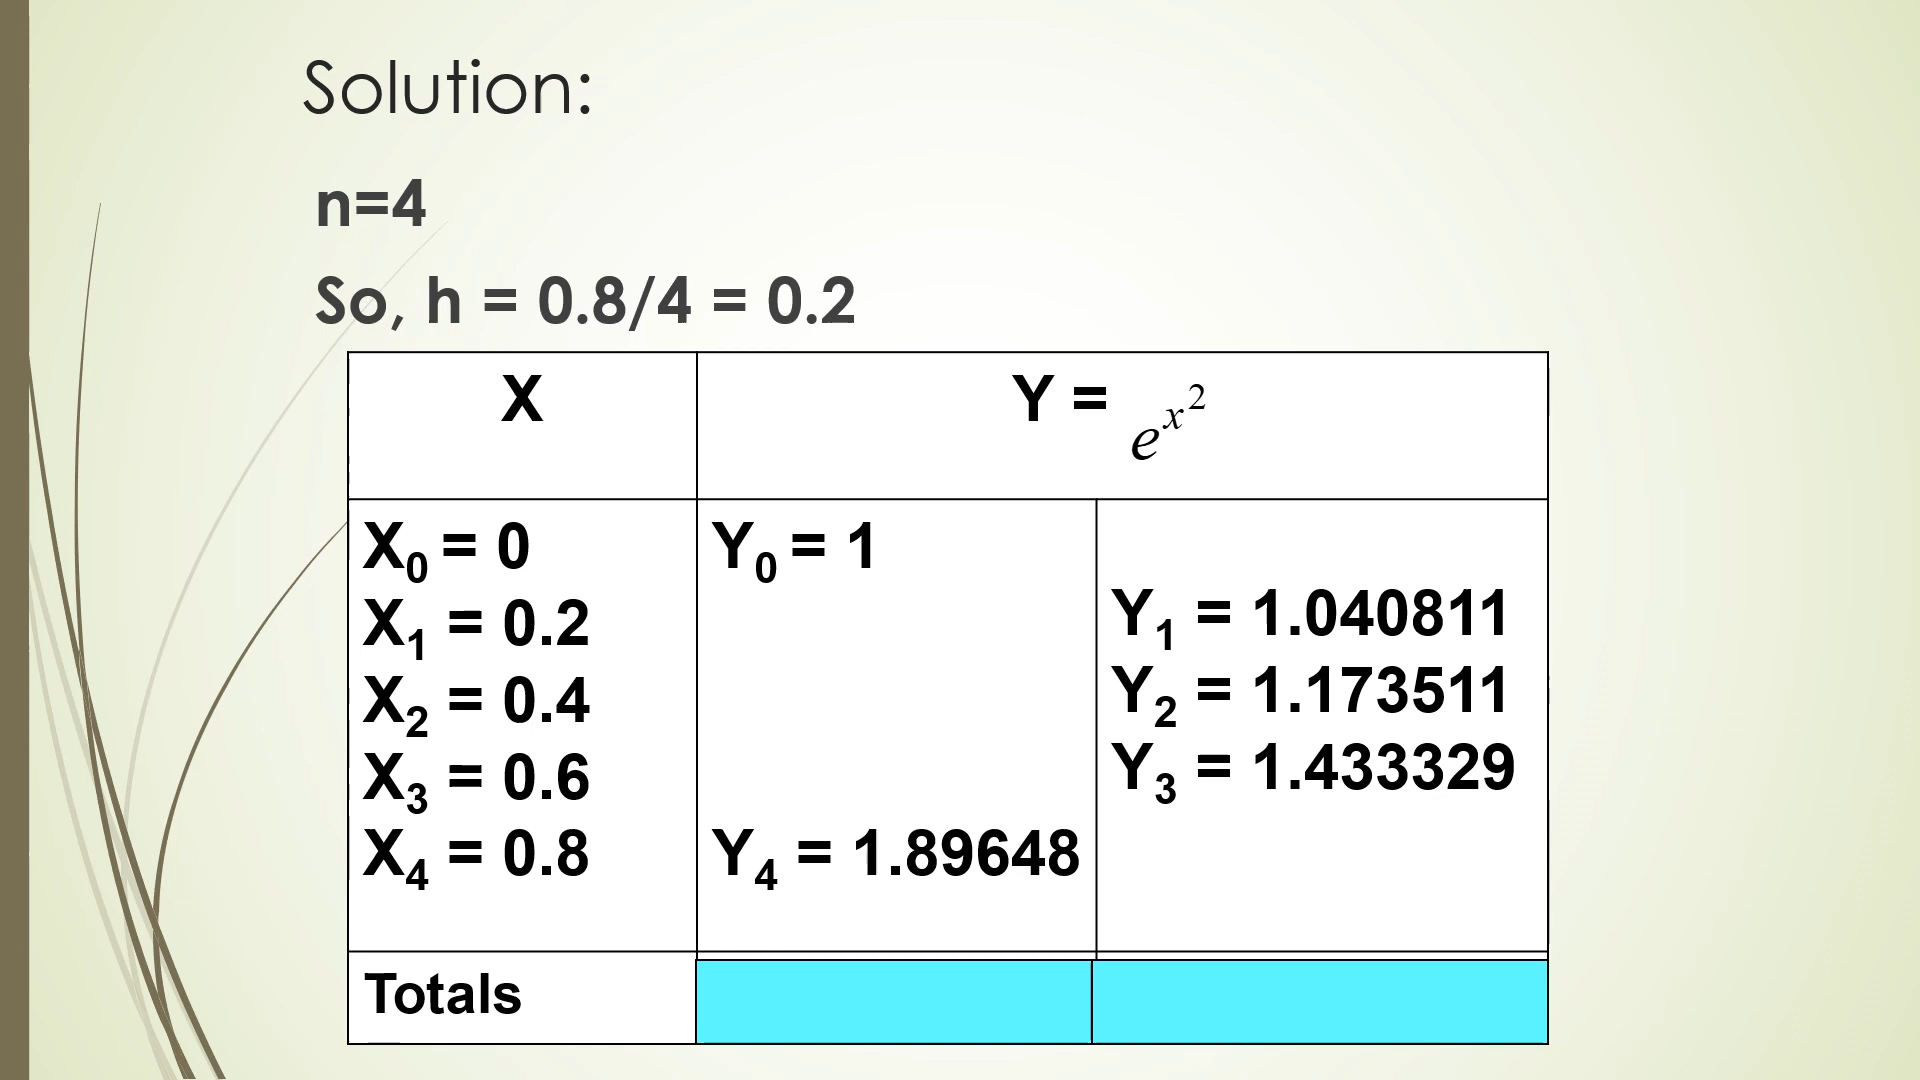 Solution:
n=4
So, h = 0.8/4 = 0.2
X
Y = e^{x^2}
X₀ = 0
X₁ = 0.2
X₂ = 0.4
X₃ = 0.6
X₄ = 0.8
Y₀ = 1
Y₄ = 1.89648
Y₁ = 1.040811
Y₂ = 1.173511
Y₃ = 1.433329
Totals